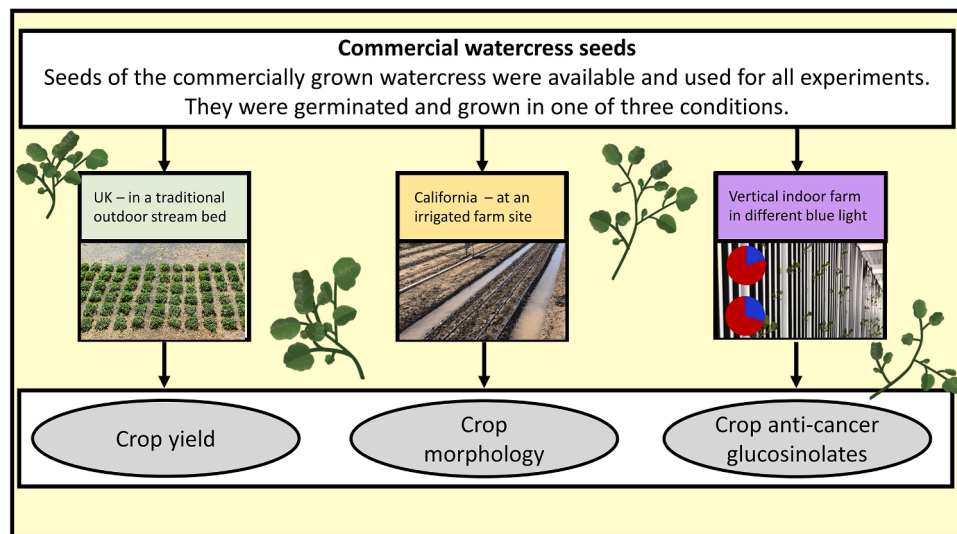 Commercial watercress seeds
Seeds of the commercially grown watercress were available and used for all experiments.
They were germinated and grown in one of three conditions.
UK – in a traditional
outdoor stream bed
California – at an
irrigated farm site
Vertical indoor farm
in different blue light
Crop yield
Crop
morphology
Crop anti-cancer
glucosinolates